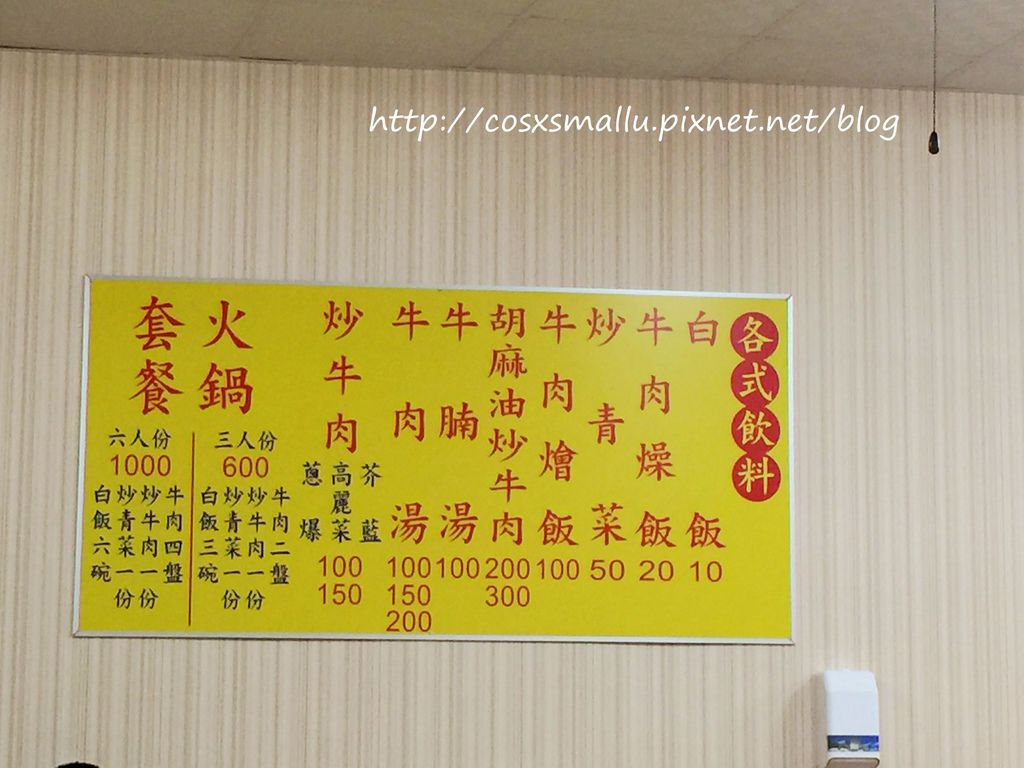 http://cosxsmallu.pixnet.net/blog
各式飲料
白飯 10
牛肉燥飯 20
炒青菜 50
牛肉燴飯 100
胡麻油炒牛肉 200 300
牛腩湯 100
牛肉湯 100 150 200
炒牛肉
芥藍
高麗菜
蔥爆
100 150
火鍋
套餐
三人份
600
牛肉二盤
炒牛肉一份
炒青菜一份
白飯三碗
六人份
1000
牛肉四盤
炒牛肉一份
炒青菜一份
白飯六碗